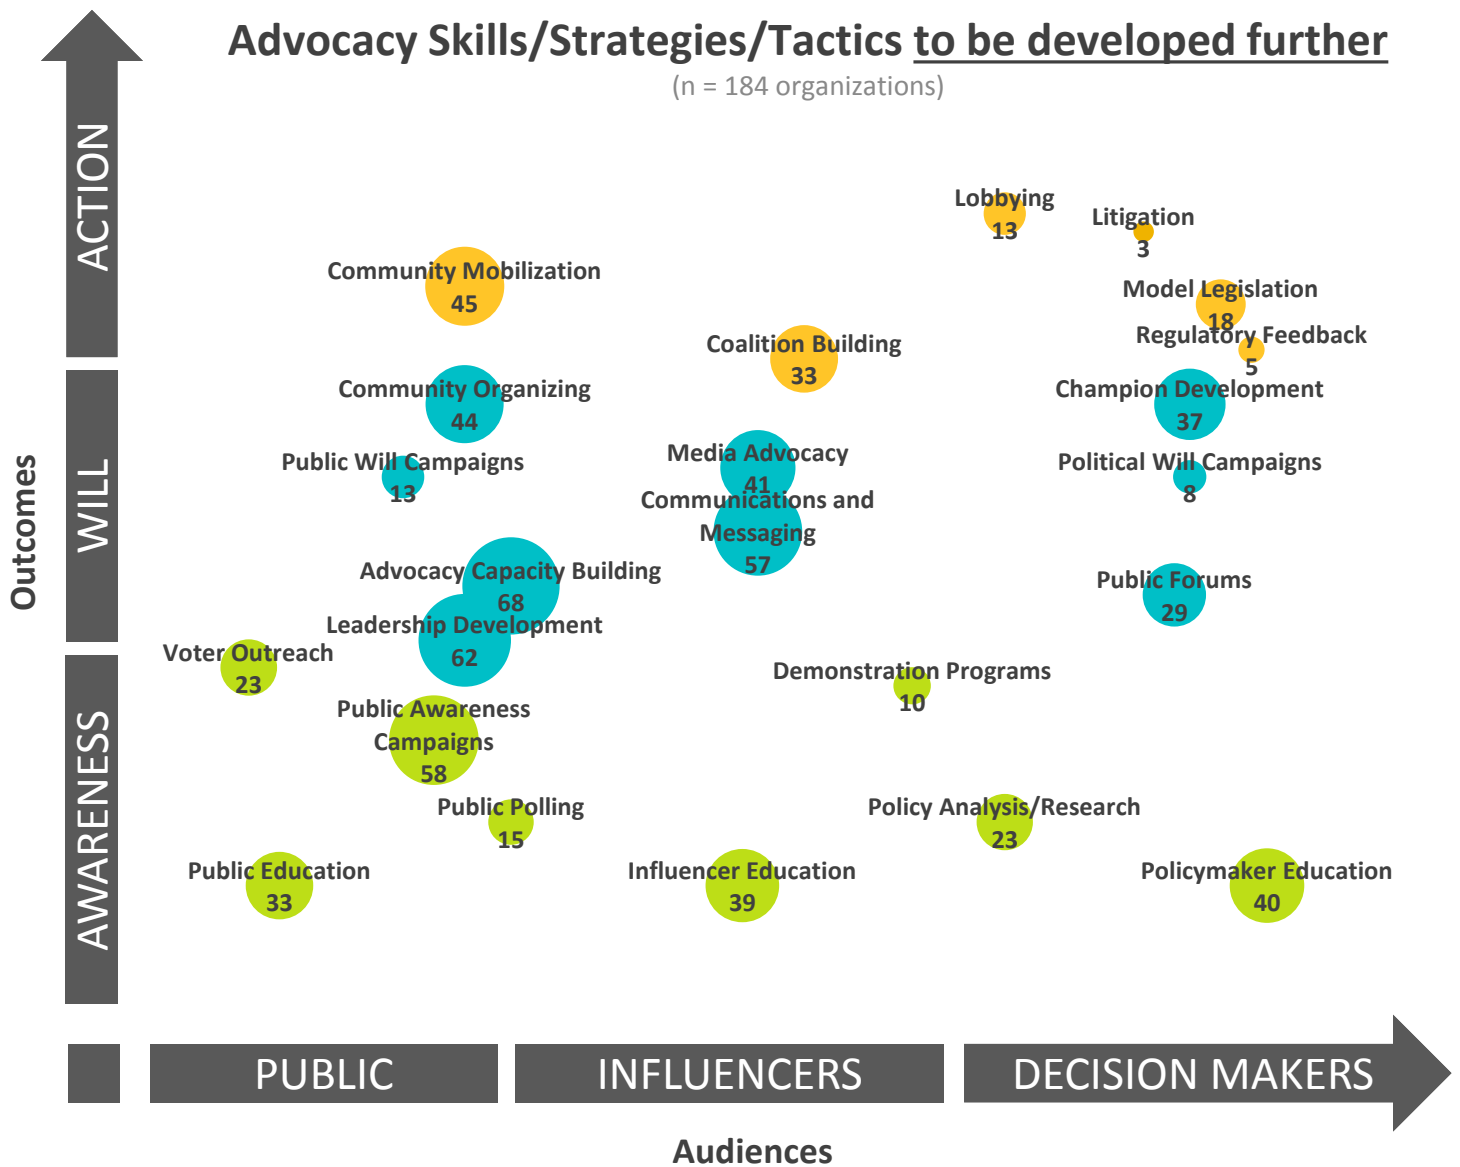 Advocacy Skills/Strategies/Tactics to be developed further
(n = 184 organizations)
Outcomes
ACTION
WILL
AWARENESS
Lobbying
13
Litigation
3
Community Mobilization
45
Model Legislation
18
Regulatory Feedback
5
Coalition Building
33
Community Organizing
44
Champion Development
37
Public Will Campaigns
13
Media Advocacy
41
Political Will Campaigns
8
Communications and
Messaging
57
Advocacy Capacity Building
68
Public Forums
29
Leadership Development
62
Voter Outreach
23
Demonstration Programs
10
Public Awareness
Campaigns
58
Public Polling
15
Policy Analysis/Research
23
Public Education
33
Influencer Education
39
Policymaker Education
40
PUBLIC
INFLUENCERS
DECISION MAKERS
Audiences